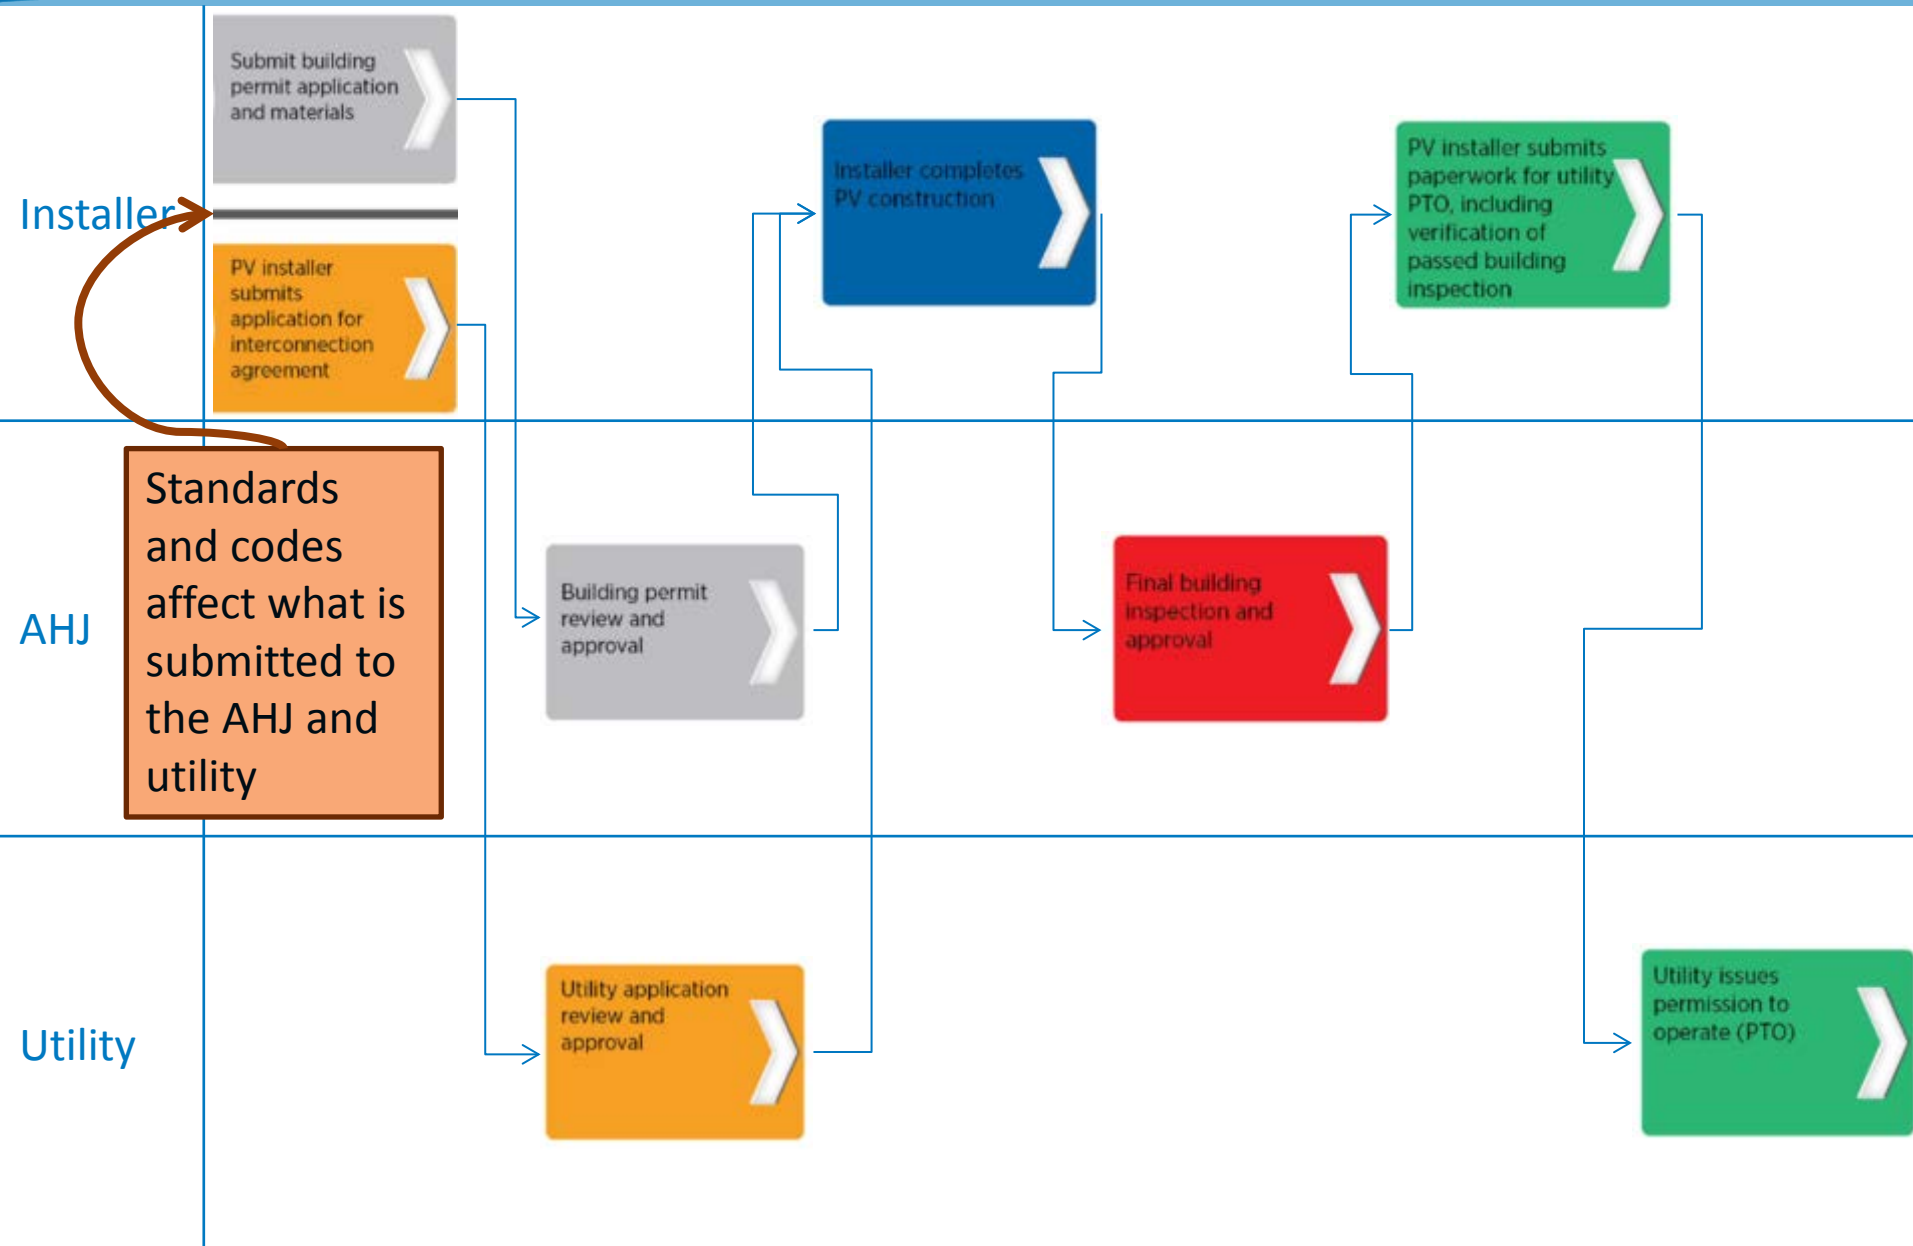 Submit building
permit application
and materials
Installer
PV installer
submits
application for
interconnection
agreement
Installer completes
PV construction
PV installer submits
paperwork for utility
PTO, including
verification of
passed building
inspection
AHJ
Standards
and codes
affect what is
submitted to
the AHJ and
utility
Building permit
review and
approval
Final building
inspection and
approval
Utility
Utility application
review and
approval
Utility issues
permission to
operate (PTO)